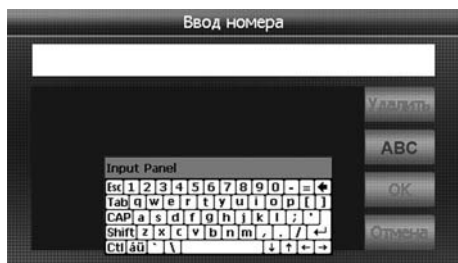 Ввод номера
Удалить
ABC
Input Panel
OK
Esc 1 2 3 4 5 6 7 8 9 0 - =
Tab q w e r t y u i o p [ ]
CAP a s d f g h j k l ; '
Shift z x c v b n m , . /
Отмена
Ctl áü ` \ ↓ ↑ ← →